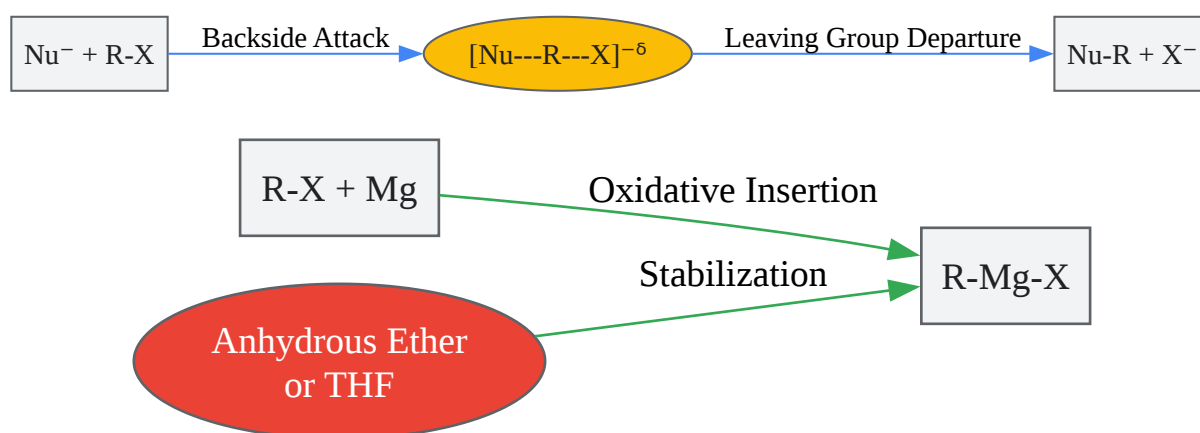 Nu⁻ + R-X
Backside Attack
[Nu---R---X]⁻ᵟ
Leaving Group Departure
Nu-R + X⁻
R-X + Mg
Oxidative Insertion
Stabilization
R-Mg-X
Anhydrous Ether
or THF